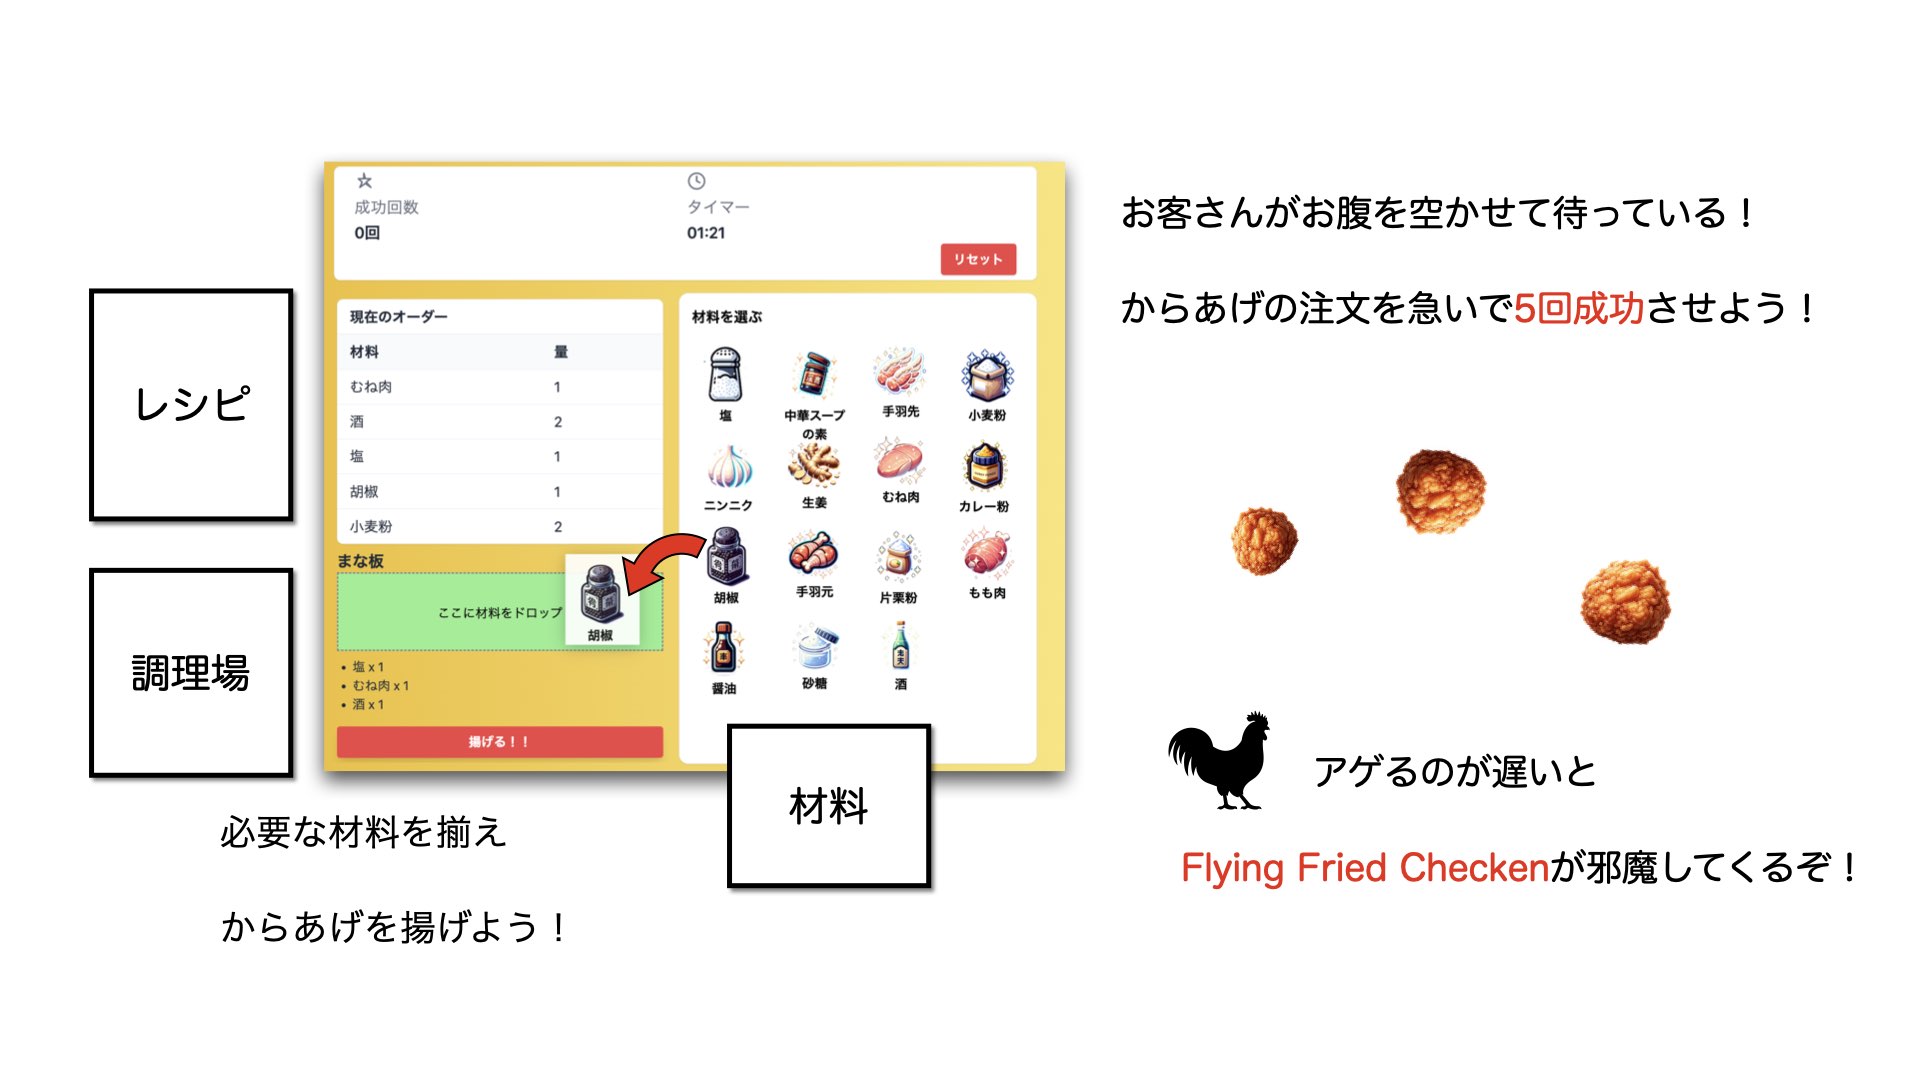 成功回数
0回
タイマー
01:21
リセット
レシピ
現在のオーダー
材料 量
むね肉 1
酒 2
塩 1
胡椒 1
小麦粉 2
調理場
まな板
ここに材料をドロップ
胡椒
• 塩 x 1
• むね肉 x 1
• 酒 x 1
揚げる！！
材料を選ぶ
塩
中華スープ
の素
手羽先
小麦粉
ニンニク
生姜
むね肉
カレー粉
胡椒
手羽元
片栗粉
もも肉
醤油
砂糖
酒
材料
必要な材料を揃え
からあげを揚げよう！
お客さんがお腹を空かせて待っている！
からあげの注文を急いで5回成功させよう！
アゲるのが遅いと
Flying Fried Checkenが邪魔してくるぞ！